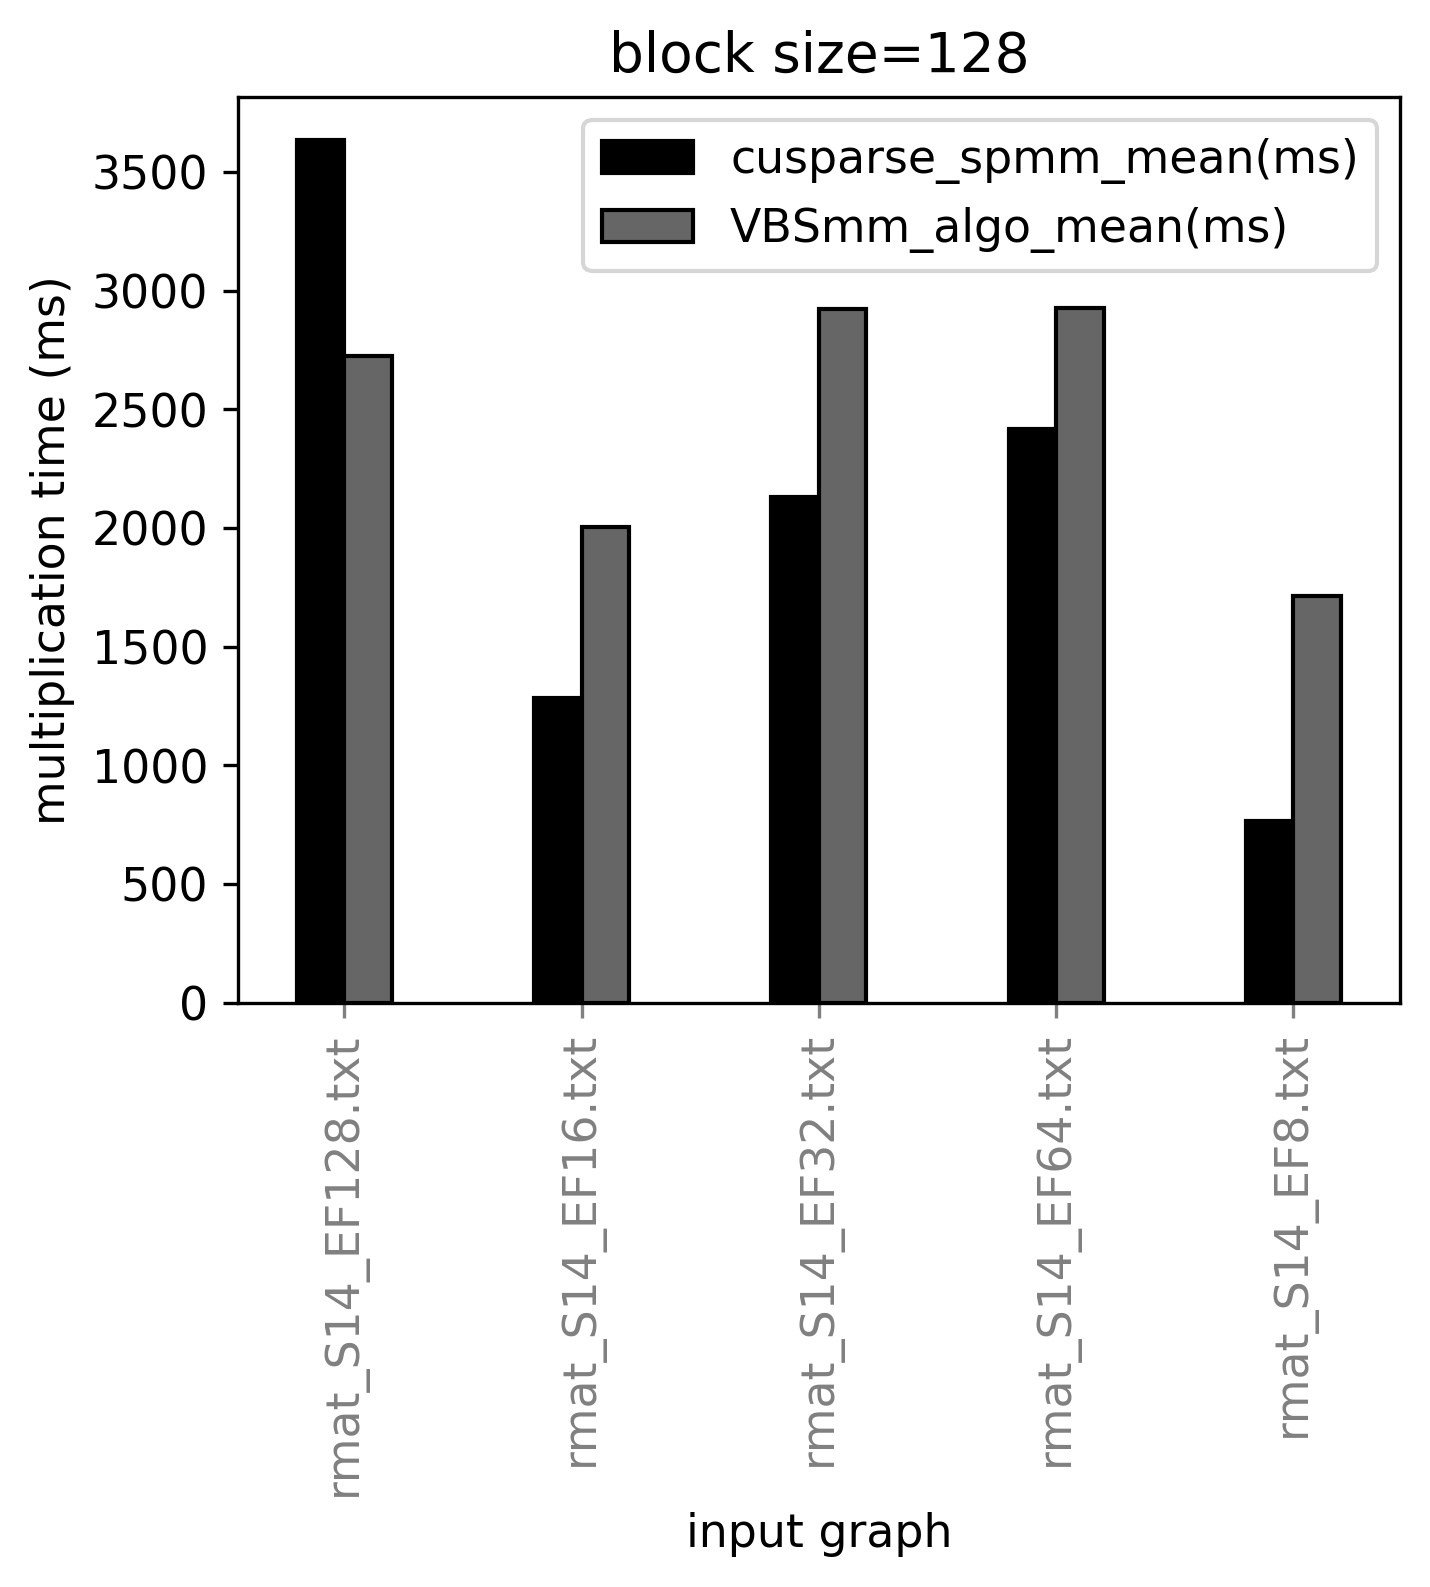 block size=128
cusparse_spmm_mean(ms)
VBSmm_algo_mean(ms)
multiplication time (ms)
3500
3000
2500
2000
1500
1000
500
0
rmat_S14_EF128.txt
rmat_S14_EF16.txt
rmat_S14_EF32.txt
rmat_S14_EF64.txt
rmat_S14_EF8.txt
input graph